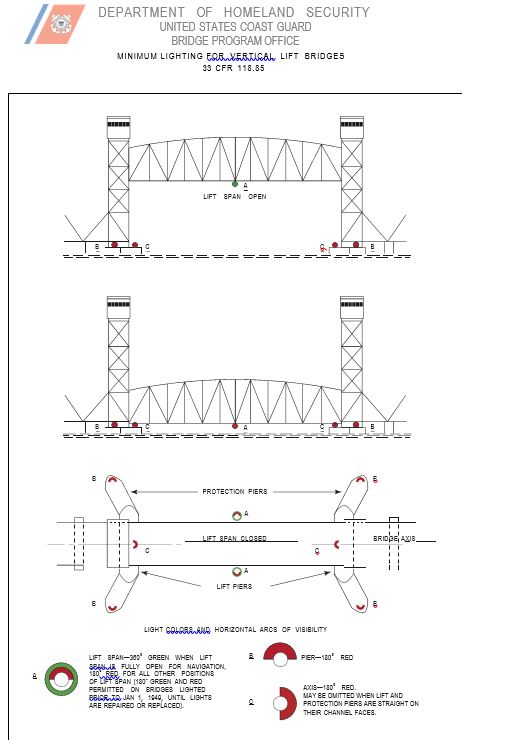 DEPARTMENT OF HOMELAND SECURITY
UNITED STATES COAST GUARD
BRIDGE PROGRAM OFFICE
MINIMUM LIGHTING FOR VERTICAL LIFT BRIDGES
33 CFR 118.85
A
LIFT SPAN OPEN
B C C B
B C A C B
B B
PROTECTION PIERS
A
LIFT SPAN CLOSED BRIDGE AXIS
C C
A
LIFT PIERS
B B
LIGHT COLORS AND HORIZONTAL ARCS OF VISIBILITY
A
LIFT SPAN—360° GREEN WHEN LIFT
SPAN IS FULLY OPEN FOR NAVIGATION,
180° RED FOR ALL OTHER POSITIONS
OF LIFT SPAN (180° GREEN AND RED
PERMITTED ON BRIDGES LIGHTED
PRIOR TO JAN 1, 1949, UNTIL LIGHTS
ARE REPAIRED OR REPLACED).
B PIER—180° RED
C
AXIS—180° RED.
MAY BE OMITTED WHEN LIFT AND
PROTECTION PIERS ARE STRAIGHT ON
THEIR CHANNEL FACES.